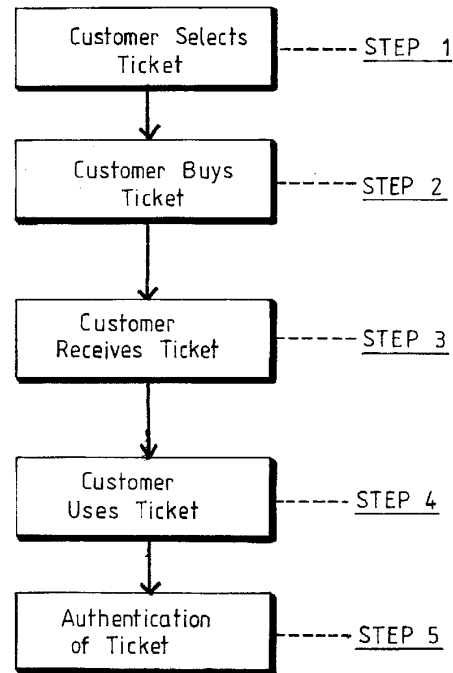 Customer Selects
Ticket
STEP 1
Customer Buys
Ticket
STEP 2
Customer
Receives Ticket
STEP 3
Customer
Uses Ticket
STEP 4
Authentication
of Ticket
STEP 5